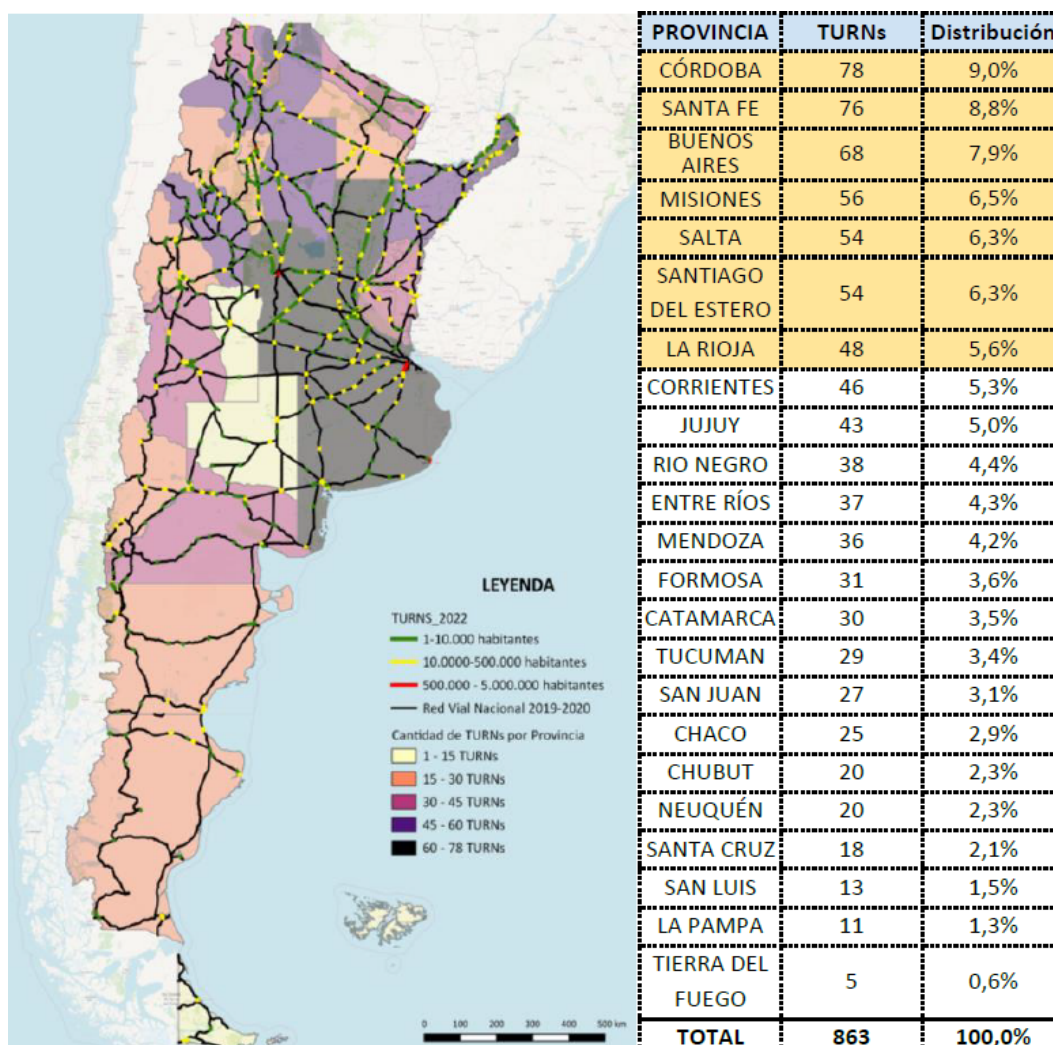 LEYENDA
TURNS_2022
1-10.000 habitantes
10.0000-500.000 habitantes
500.000 - 5.000.000 habitantes
Red Vial Nacional 2019-2020
Cantidad de TURNs por Provincia
1 - 15 TURNs
15 - 30 TURNs
30 - 45 TURNs
45 - 60 TURNs
60 - 78 TURNs
0 100 200 300 400 500 km
PROVINCIA TURNs Distribución
CÓRDOBA 78 9,0%
SANTA FE 76 8,8%
BUENOS
AIRES 68 7,9%
MISIONES 56 6,5%
SALTA 54 6,3%
SANTIAGO
DEL ESTERO 54 6,3%
LA RIOJA 48 5,6%
CORRIENTES 46 5,3%
JUJUY 43 5,0%
RIO NEGRO 38 4,4%
ENTRE RÍOS 37 4,3%
MENDOZA 36 4,2%
FORMOSA 31 3,6%
CATAMARCA 30 3,5%
TUCUMAN 29 3,4%
SAN JUAN 27 3,1%
CHACO 25 2,9%
CHUBUT 20 2,3%
NEUQUÉN 20 2,3%
SANTA CRUZ 18 2,1%
SAN LUIS 13 1,5%
LA PAMPA 11 1,3%
TIERRA DEL
FUEGO 5 0,6%
TOTAL 863 100,0%